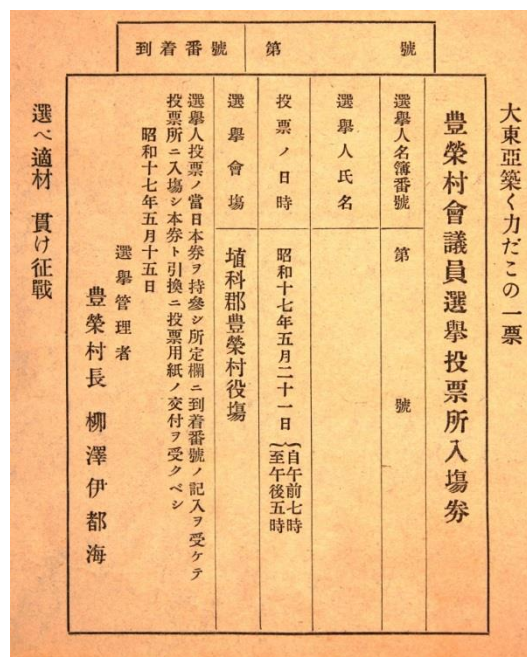 到着番號
第 號
大東亞築く力だこの一票
豊榮村會議員選擧投票所入場劵
選擧人名簿番號
第 號
選擧人氏名
投票ノ日時
昭和十七年五月二十一日
自午前七時
至午後五時
選擧會場
埴科郡豊榮村役場
選擧人投票ノ當日本券ヲ持參シ所定欄ニ到着番號ノ記入ヲ受ケテ
投票所ニ入場シ本券ト引換ニ投票用紙ノ交付ヲ受クベシ
昭和十七年五月十五日
選擧管理者
豊榮村長 柳澤伊都海
選べ適材 貫け征戰